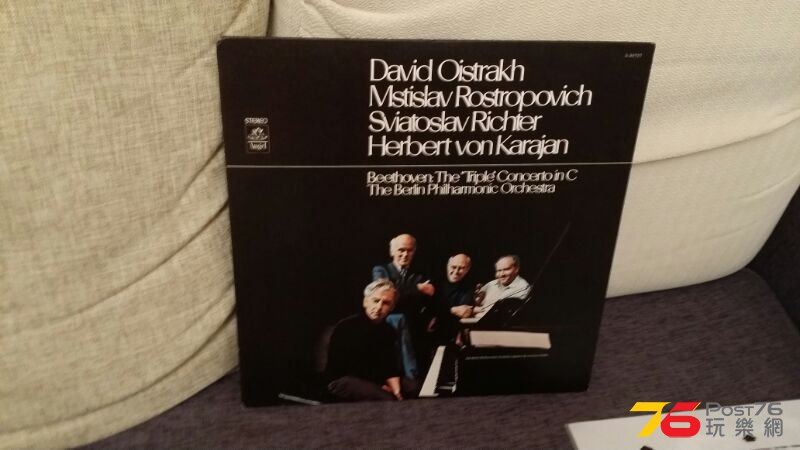 David Oistrakh
Mstislav Rostropovich
Sviatoslav Richter
Herbert von Karajan
STEREO
Angel
Beethoven: The 'Triple' Concerto in C
The Berlin Philharmonic Orchestra
76 Post76
玩樂網